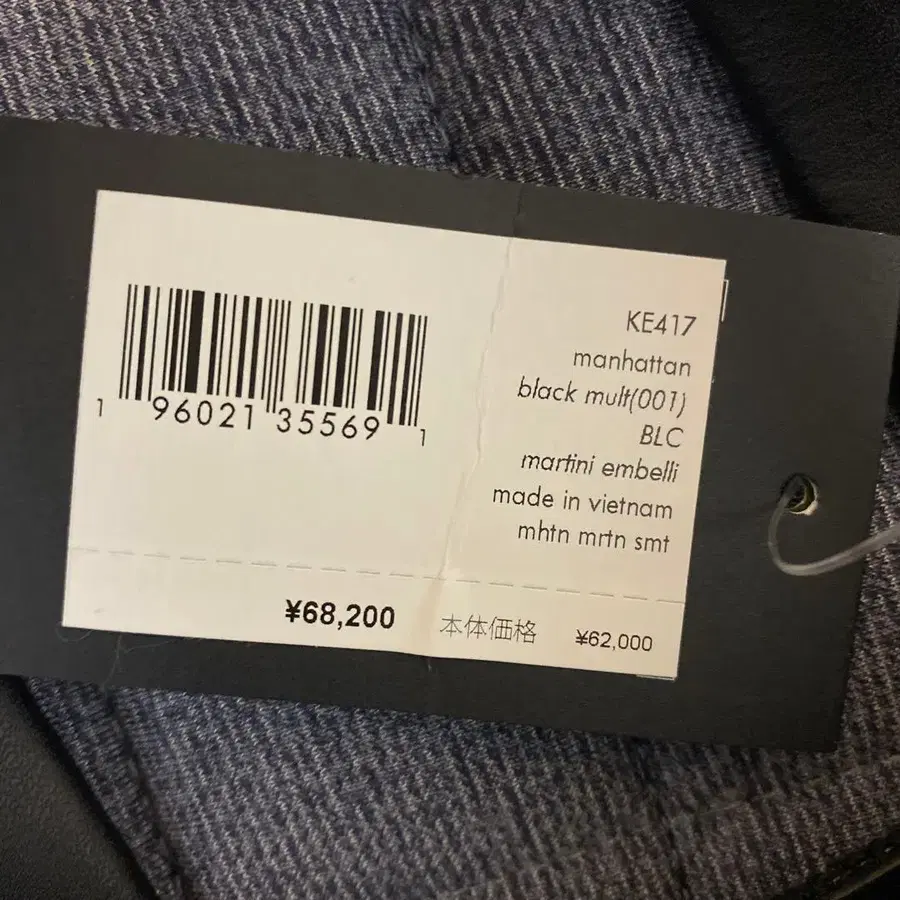 1 96021 35569 1
KE417
manhattan
black mult(001)
BLC
martini embelli
made in vietnam
mhtn mrtn smt
¥68,200 本体価格 ¥62,000